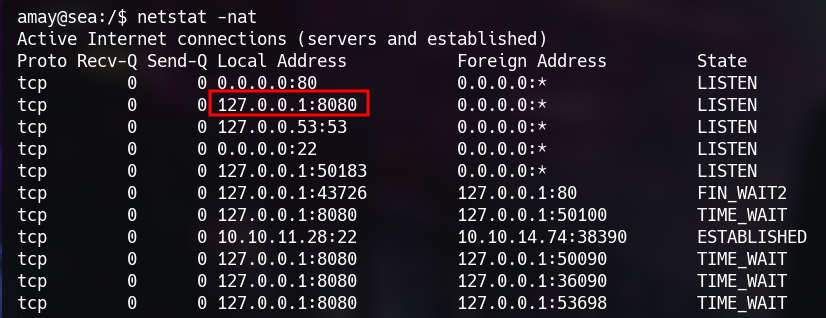 amay@sea:/$ netstat -nat
Active Internet connections (servers and established)
Proto Recv-Q Send-Q Local Address           Foreign Address         State
tcp        0      0 0.0.0.0:80              0.0.0.0:*               LISTEN
tcp        0      0 127.0.0.1:8080          0.0.0.0:*               LISTEN
tcp        0      0 127.0.0.53:53           0.0.0.0:*               LISTEN
tcp        0      0 0.0.0.0:22              0.0.0.0:*               LISTEN
tcp        0      0 127.0.0.1:50183         0.0.0.0:*               LISTEN
tcp        0      0 127.0.0.1:43726         127.0.0.1:80            FIN_WAIT2
tcp        0      0 127.0.0.1:8080          127.0.0.1:50100         TIME_WAIT
tcp        0      0 10.10.11.28:22          10.10.14.74:38390       ESTABLISHED
tcp        0      0 127.0.0.1:8080          127.0.0.1:50090         TIME_WAIT
tcp        0      0 127.0.0.1:8080          127.0.0.1:36090         TIME_WAIT
tcp        0      0 127.0.0.1:8080          127.0.0.1:53698         TIME_WAIT